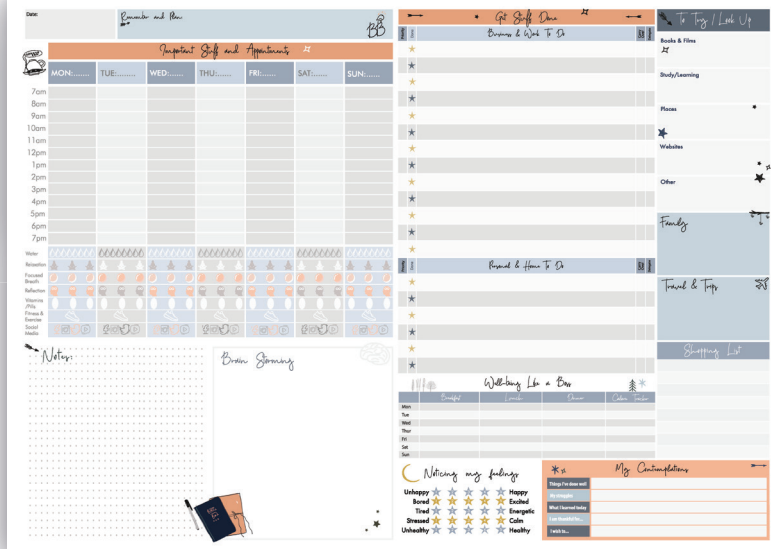 Date:
Remember and Plan
BB
Important Stuff and Appointments
MON:...... TUE:...... WED:...... THU:...... FRI:...... SAT:...... SUN:......
7am
8am
9am
10am
11am
12pm
1pm
2pm
3pm
4pm
5pm
6pm
7pm
Water
Relaxation
Focused
Breath
Reflection
Vitamins
/Pills
Fitness &
Exercise
Social
Media
Notes:
Brain Storming
Get Stuff Done
Priority
Business & Work To Do
Personal & Home To Do
Well-being Like a Boss
Breakfast Lunch Dinner Calorie Tracker
Mon
Tue
Wed
Thur
Fri
Sat
Sun
Noticing my feelings
Unhappy Happy
Bored Excited
Tired Energetic
Stressed Calm
Unhealthy Healthy
My Contemplations
Things I've done well
My struggles
What I learned today
I am thankful for...
I wish to...
To Try / Look Up
Books & Films
Study/Learning
Places
Websites
Other
Family
Travel & Trips
Shopping List